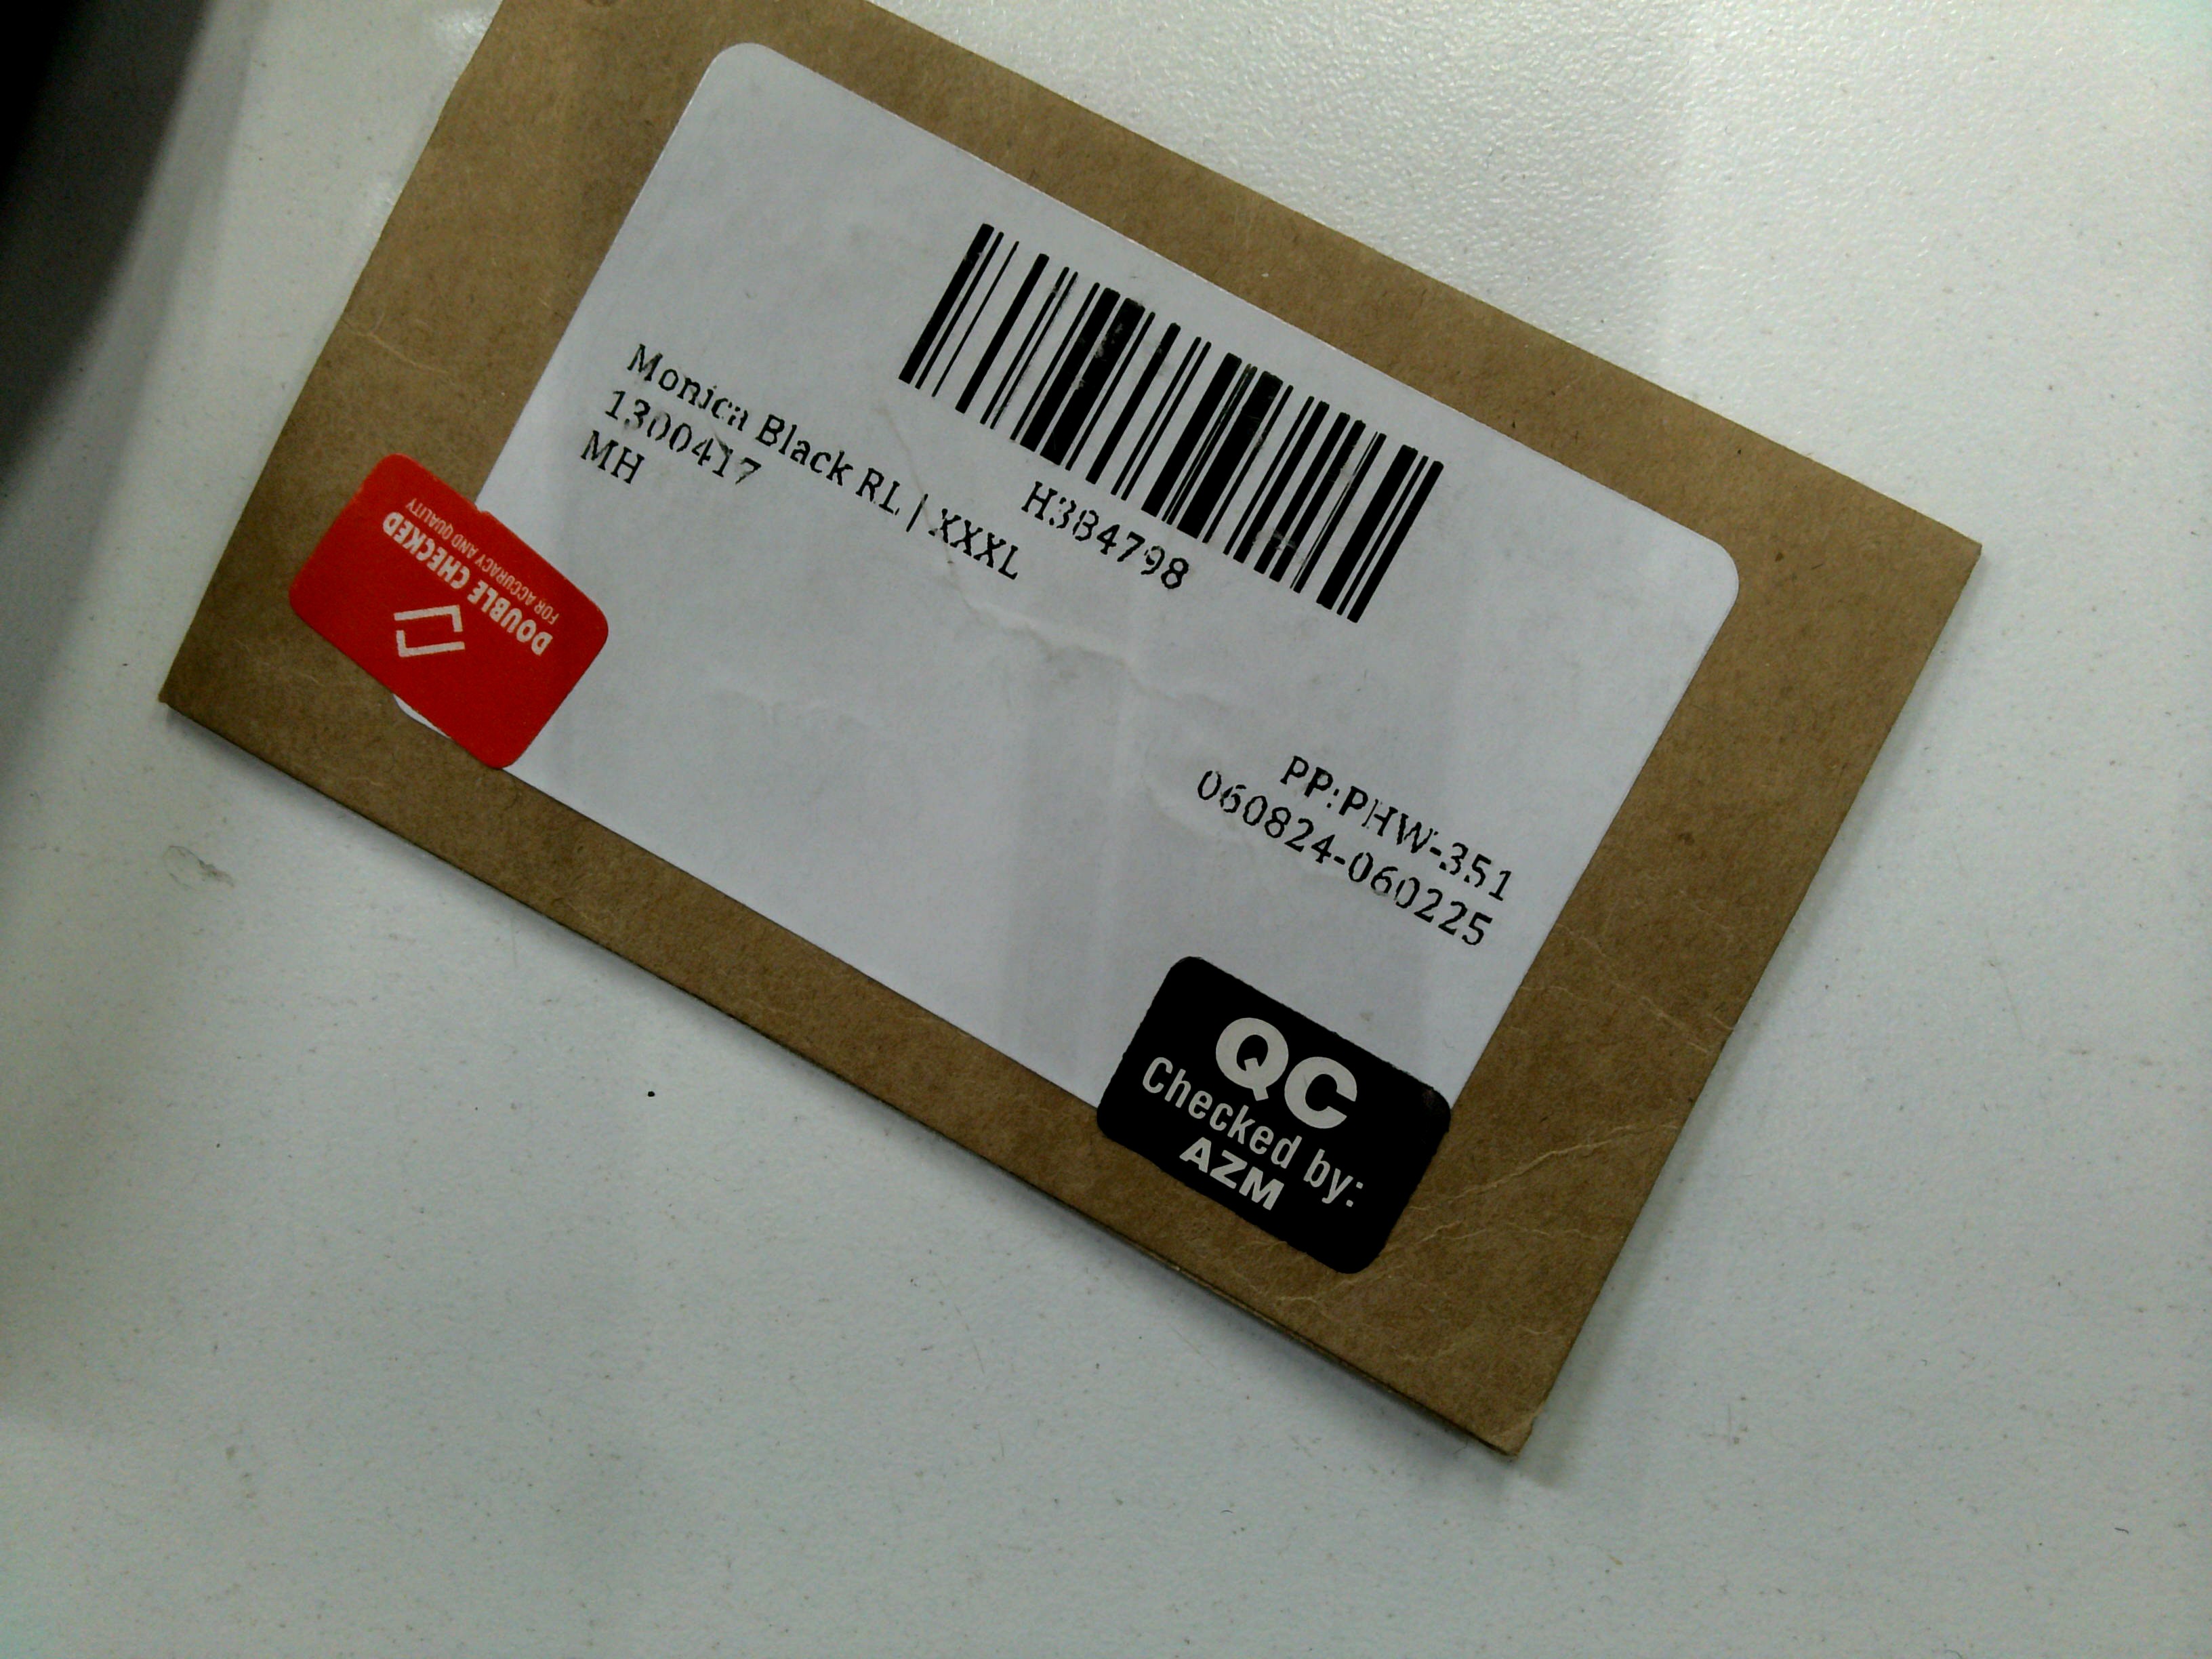 H384798
Monica Black RL | XXXL
1300417
MH
PP:PHW-351
060824-060225
DOUBLE CHECKED
FOR ACCURACY AND QUALITY
QC
Checked by:
AZM